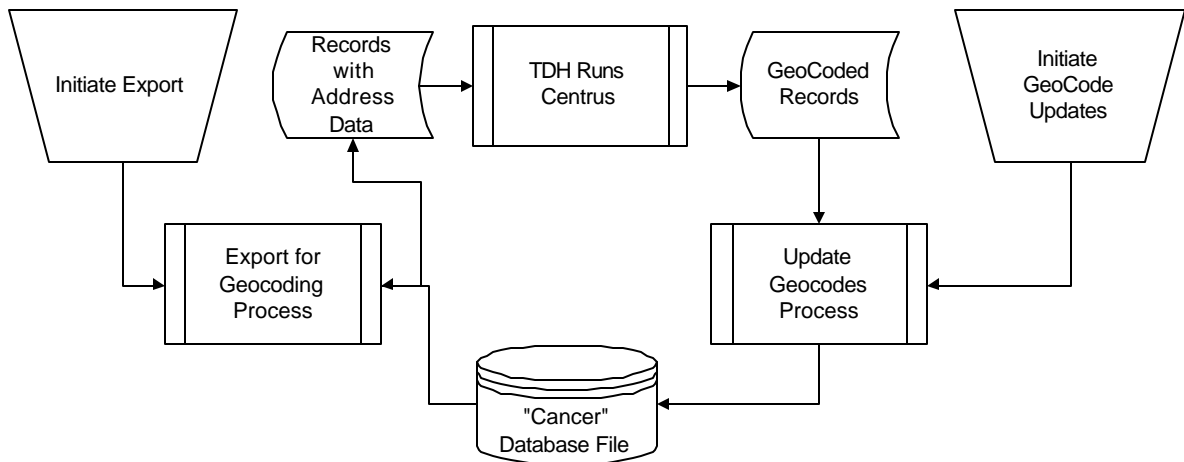 Initiate Export
Records
with
Address
Data
TDH Runs
Centrus
GeoCoded
Records
Initiate
GeoCode
Updates
Export for
Geocoding
Process
Update
Geocodes
Process
"Cancer"
Database File